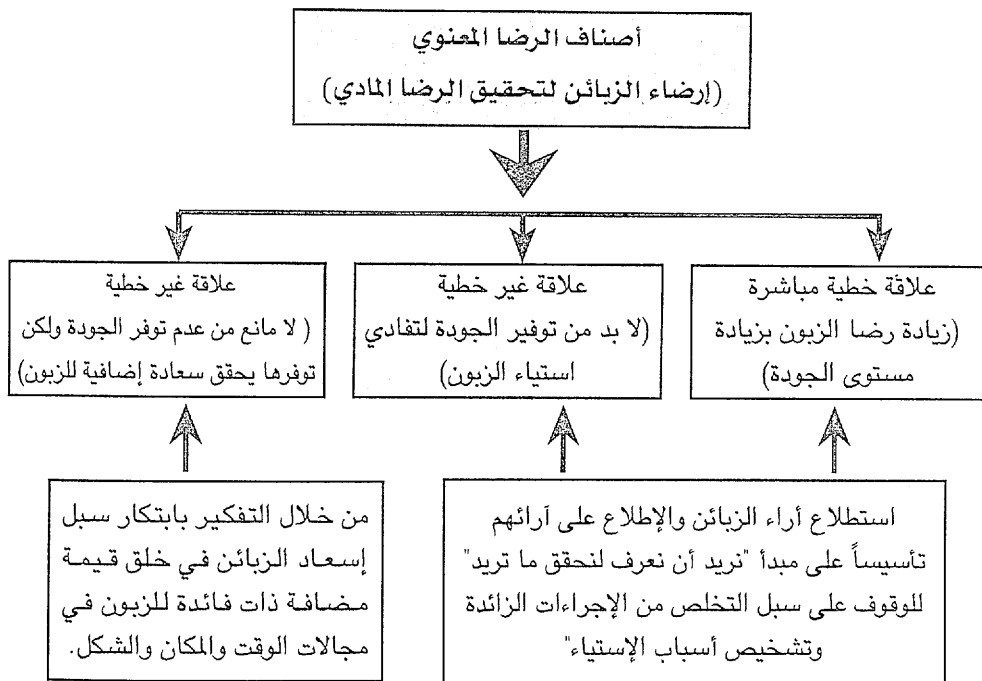 أصناف الرضا المعنوي
(إرضاء الزبائن لتحقيق الرضا المادي)
علاقة خطية مباشرة
(زيادة رضا الزبون بزيادة
مستوى الجودة)
علاقة غير خطية
(لا بد من توفير الجودة لتفادي
استياء الزبون)
علاقة غير خطية
( لا مانع من عدم توفر الجودة ولكن
توفرها يحقق سعادة إضافية للزبون)
استطلاع أراء الزبائن والإطلاع على آرائهم
تأسيساً على مبدأ "نريد أن نعرف لنحقق ما تريد"
للوقوف على سبل التخلص من الإجراءات الزائدة
وتشخيص أسباب الإستياء"
من خلال التفكير بابتكار سبل
إسعاد الزبائن في خلق قيمة
مضافة ذات فائدة للزبون في
مجالات الوقت والمكان والشكل.